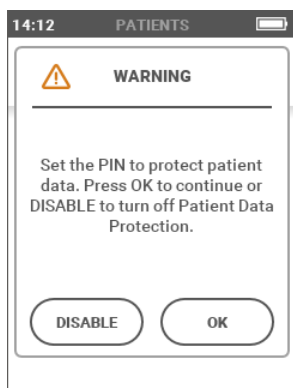 14:12 PATIENTS
WARNING
Set the PIN to protect patient
data. Press OK to continue or
DISABLE to turn off Patient Data
Protection.
DISABLE OK